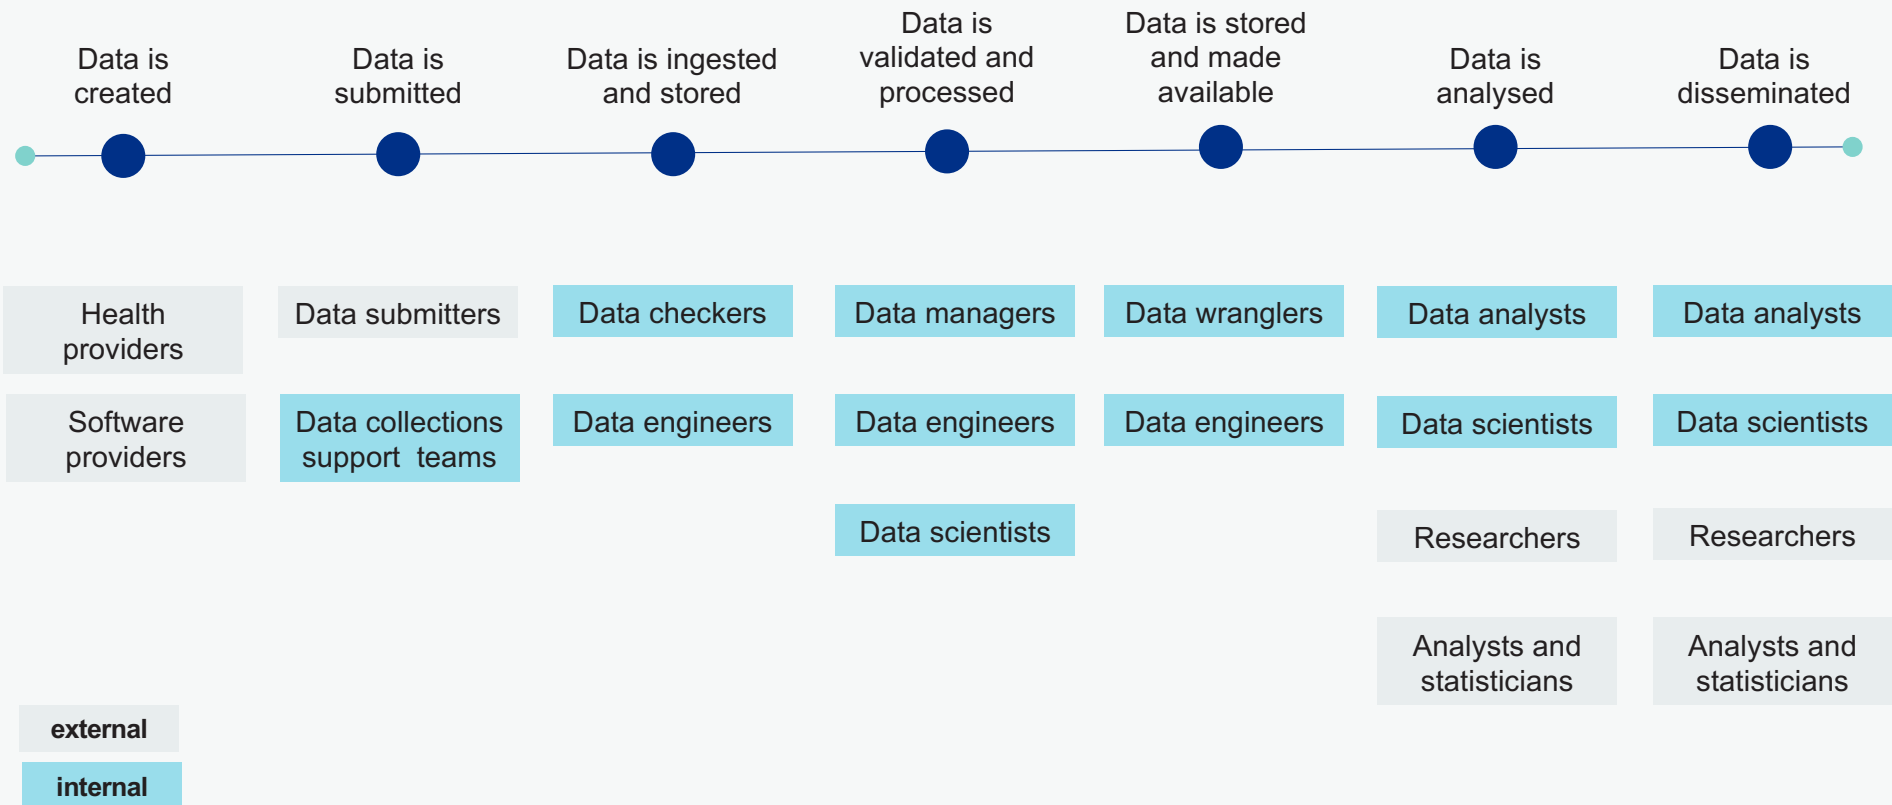 Data is
created
Data is
submitted
Data is ingested
and stored
Data is
validated and
processed
Data is stored
and made
available
Data is
analysed
Data is
disseminated
Health
providers
Data submitters
Data checkers
Data managers
Data wranglers
Data analysts
Data analysts
Software
providers
Data collections
support teams
Data engineers
Data engineers
Data engineers
Data scientists
Data scientists
Data scientists
Researchers
Researchers
Analysts and
statisticians
Analysts and
statisticians
external
internal